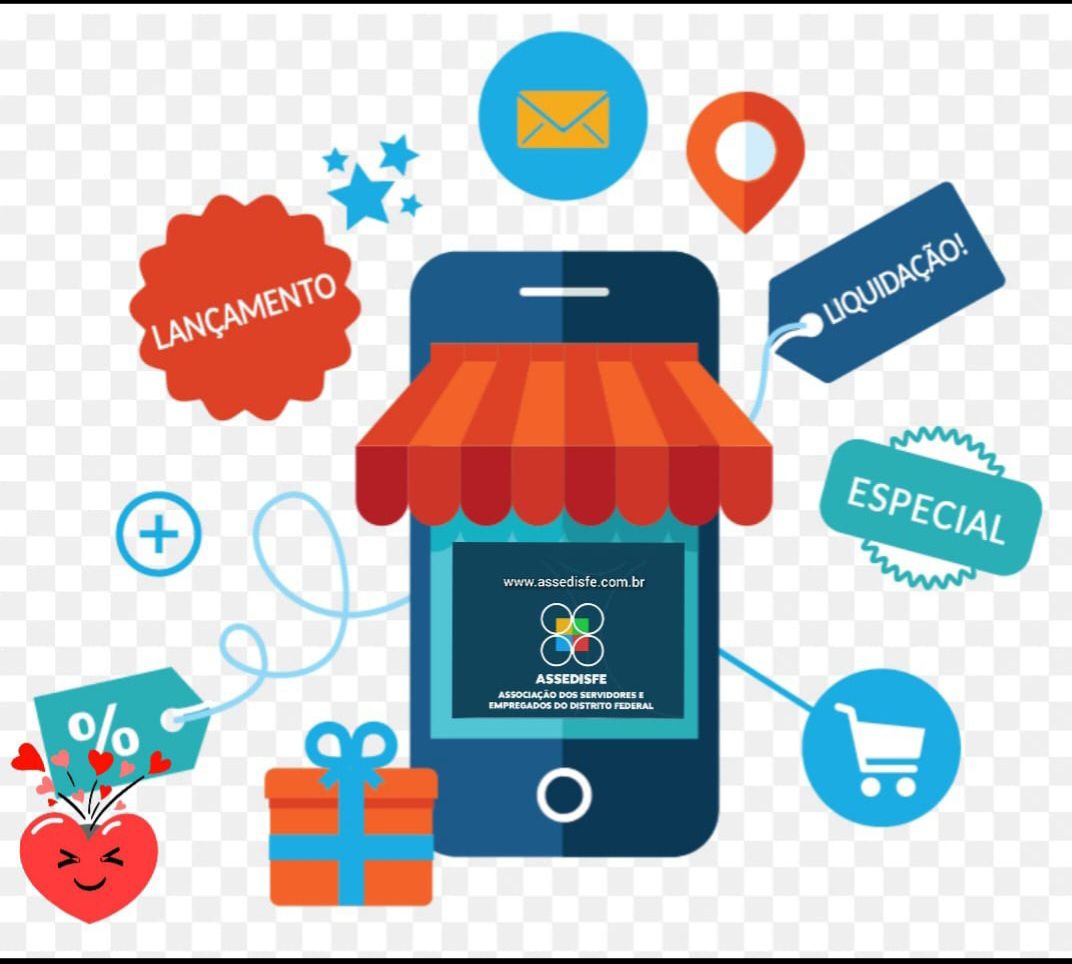 LANÇAMENTO
LIQUIDAÇÃO!
ESPECIAL
www.assedisfe.com.br
ASSEDISFE
ASSOCIAÇÃO DOS SERVIDORES E
EMPREGADOS DO DISTRITO FEDERAL
%